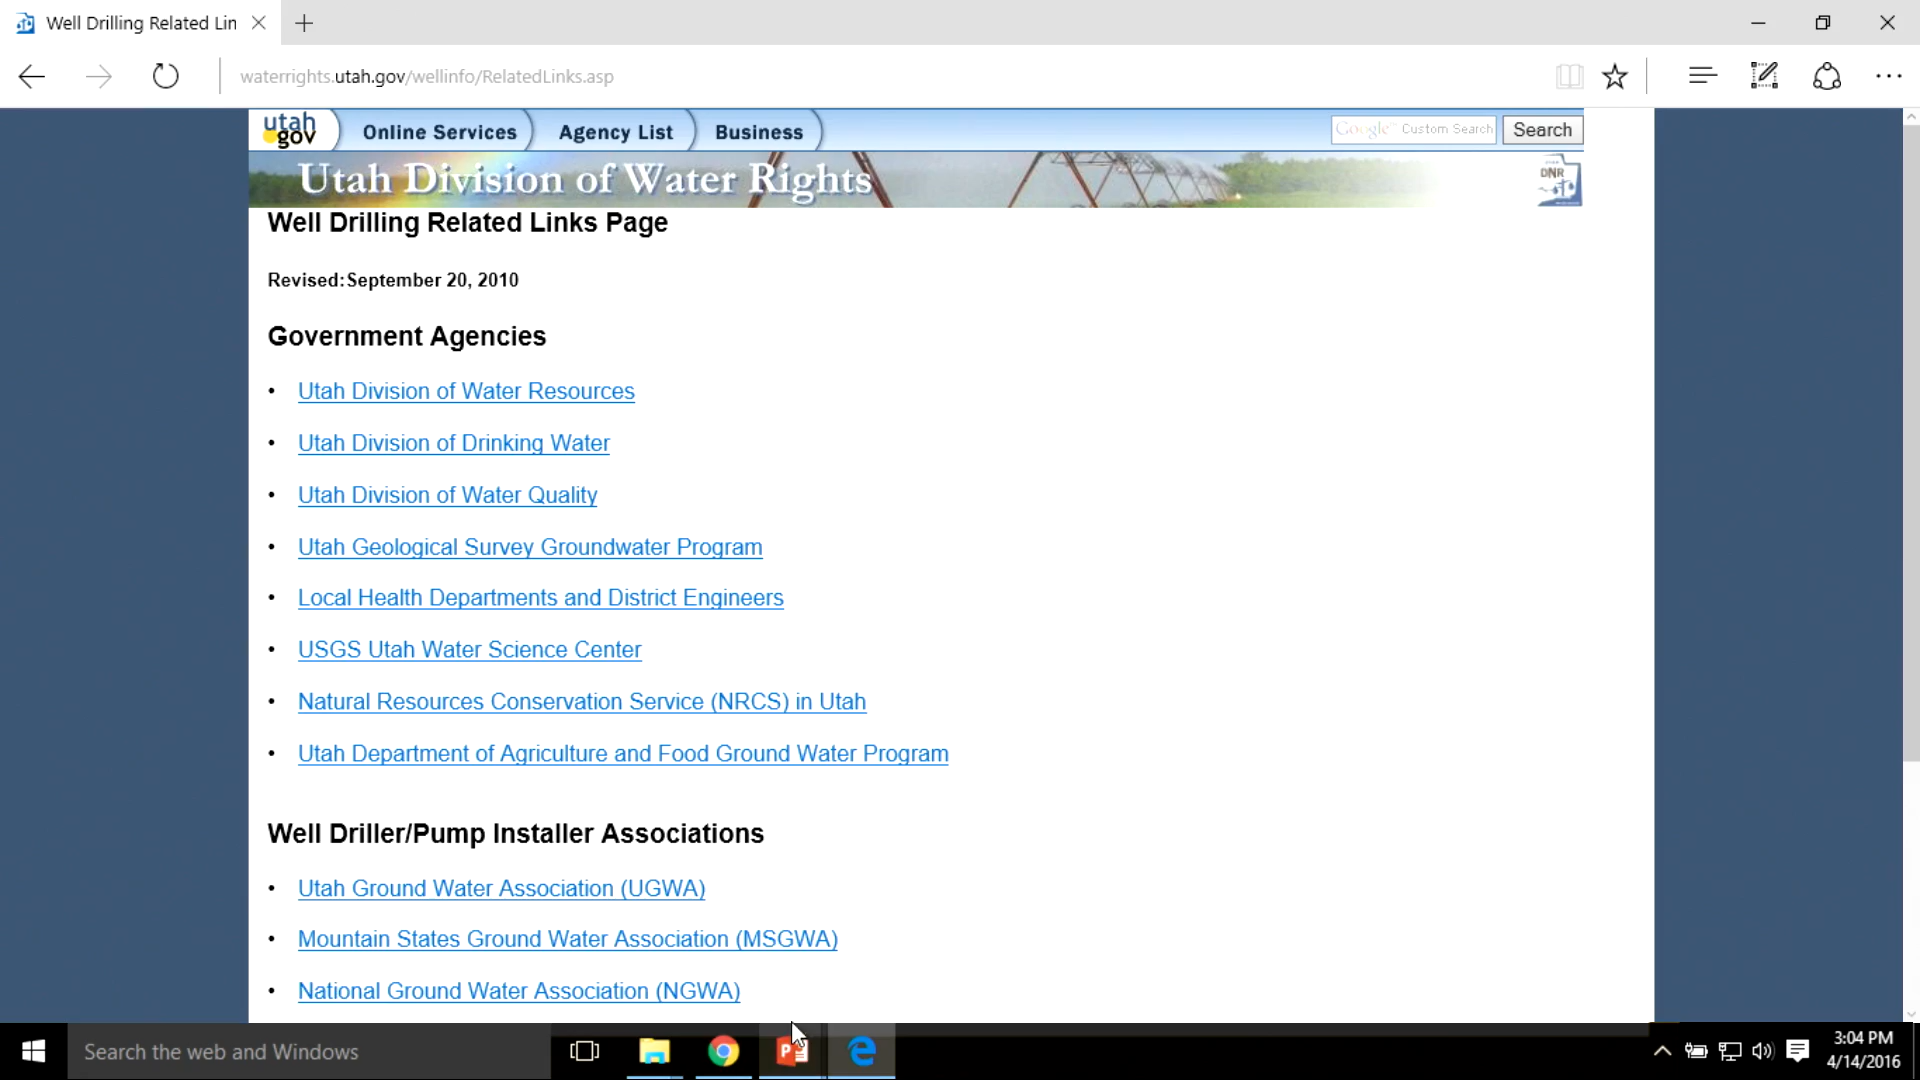 Well Drilling Related Lin
waterrights.utah.gov/wellinfo/RelatedLinks.asp
utah gov
Online Services
Agency List
Business
Google™ Custom Search
Search
Utah Division of Water Rights
DNR
Well Drilling Related Links Page
Revised:September 20, 2010
Government Agencies
• Utah Division of Water Resources
• Utah Division of Drinking Water
• Utah Division of Water Quality
• Utah Geological Survey Groundwater Program
• Local Health Departments and District Engineers
• USGS Utah Water Science Center
• Natural Resources Conservation Service (NRCS) in Utah
• Utah Department of Agriculture and Food Ground Water Program
Well Driller/Pump Installer Associations
• Utah Ground Water Association (UGWA)
• Mountain States Ground Water Association (MSGWA)
• National Ground Water Association (NGWA)
Search the web and Windows
3:04 PM
4/14/2016